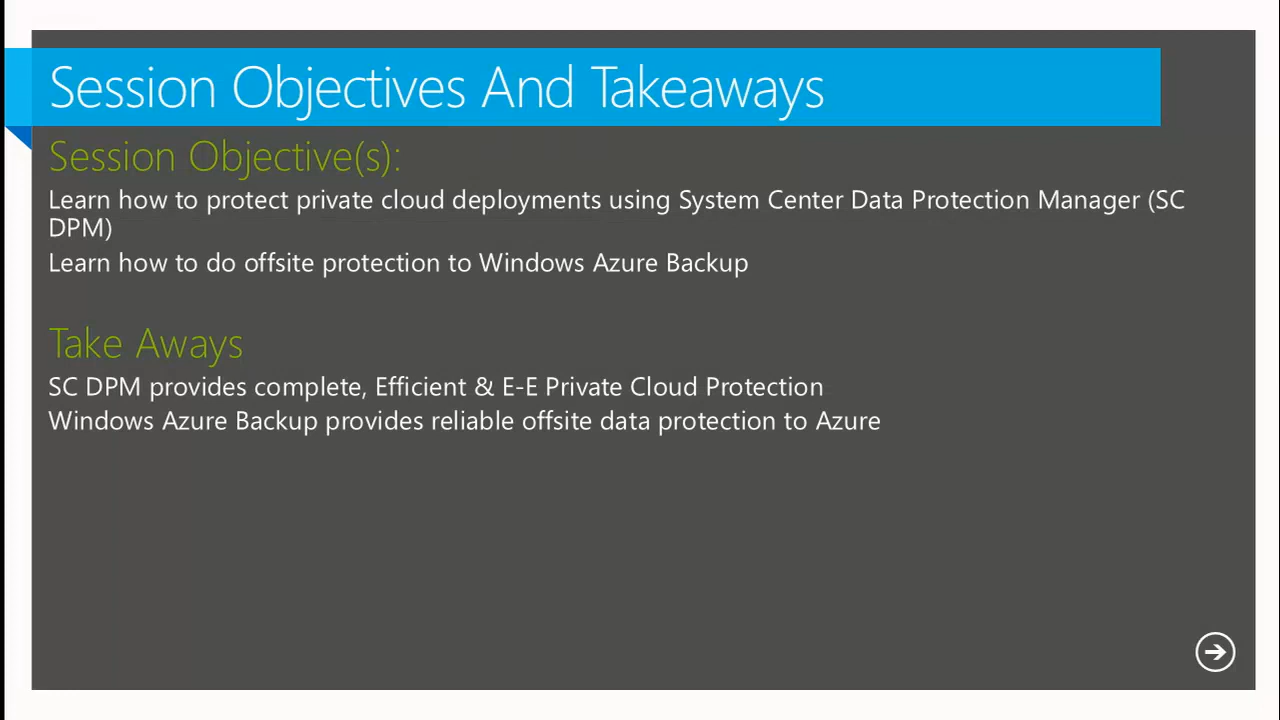 Session Objectives And Takeaways
Session Objective(s):
Learn how to protect private cloud deployments using System Center Data Protection Manager (SC
DPM)
Learn how to do offsite protection to Windows Azure Backup
Take Aways
SC DPM provides complete, Efficient & E-E Private Cloud Protection
Windows Azure Backup provides reliable offsite data protection to Azure